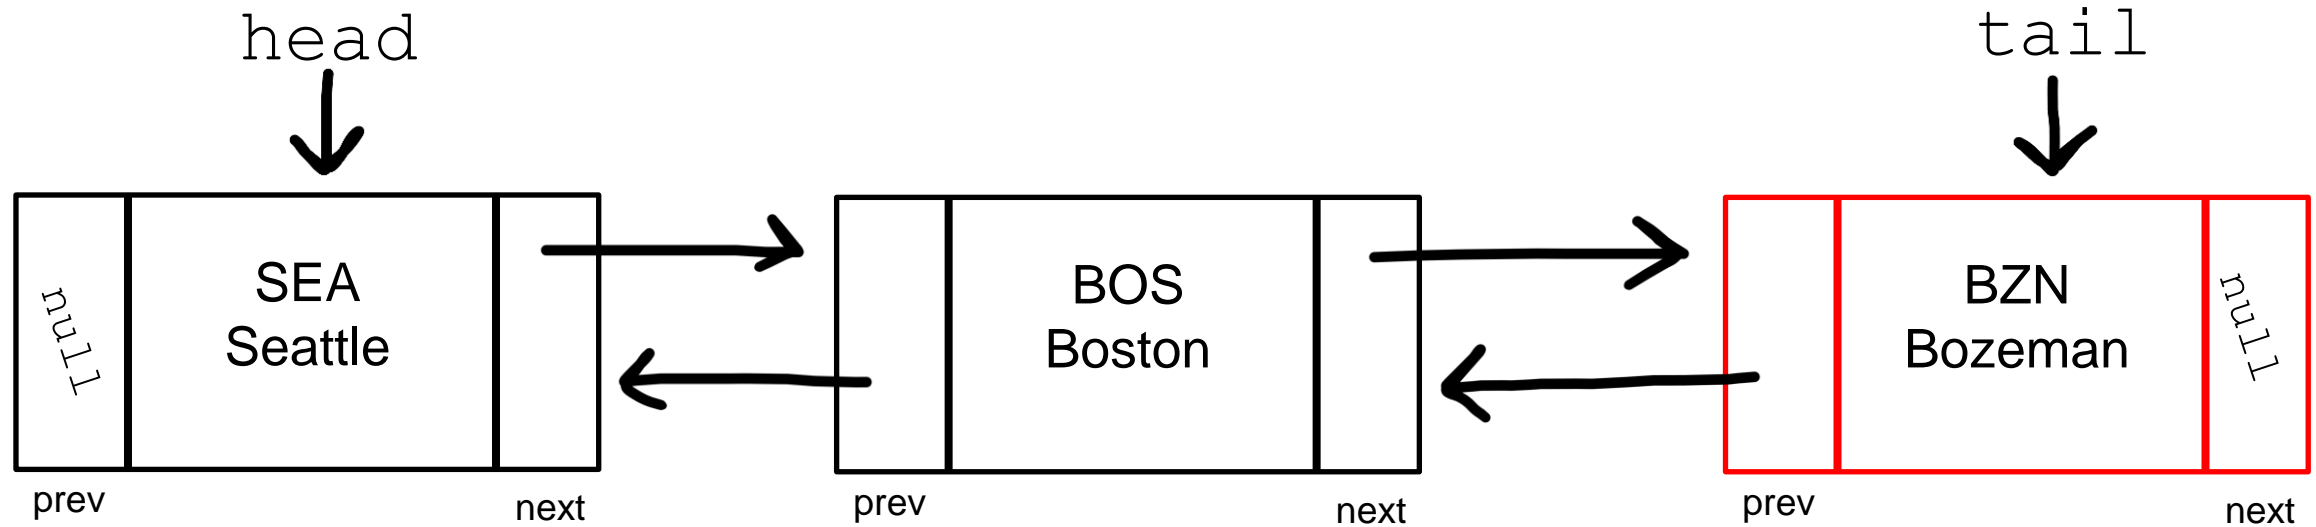 head
tail
null
SEA
Seattle
BOS
Boston
BZN
Bozeman
null
prev
next
prev
next
prev
next